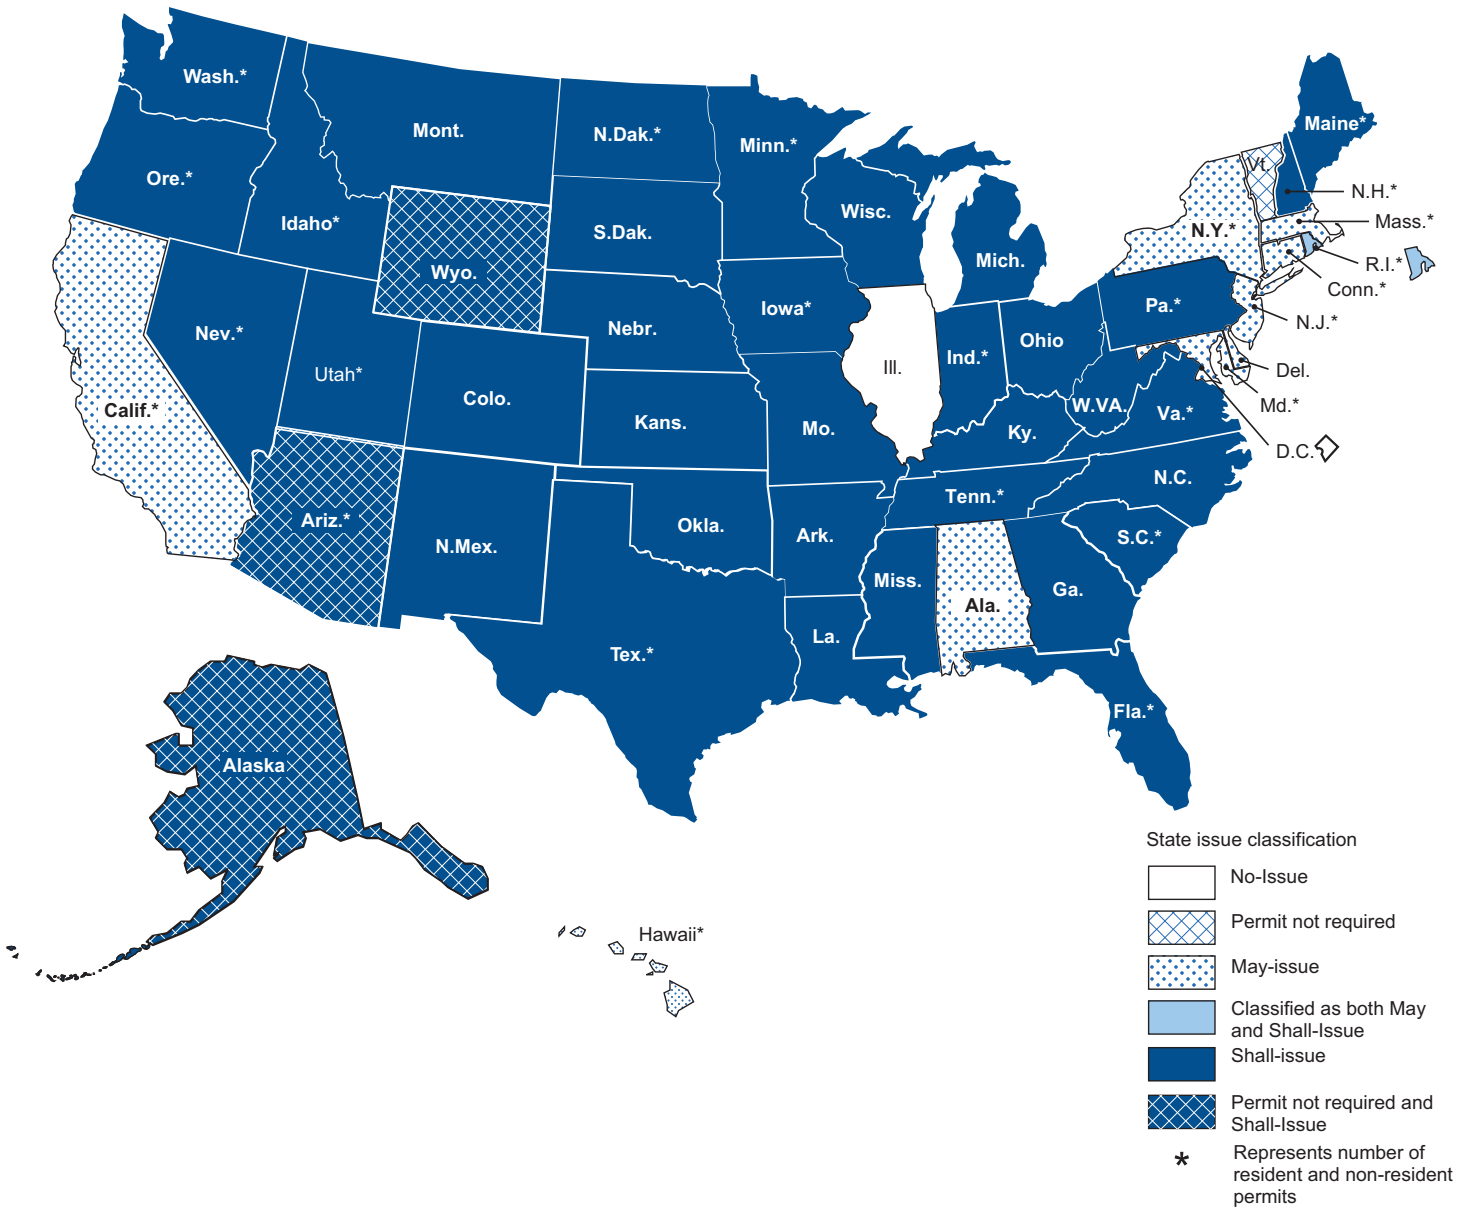 Wash.*
Mont.
N.Dak.*
Minn.*
Maine*
Ore.*
Idaho*
Wyo.
S.Dak.
Wisc.
Mich.
N.Y.*
Vt.
N.H.*
Mass.*
R.I.*
Conn.*
N.J.*
Nev.*
Utah*
Colo.
Nebr.
Iowa*
Ill.
Ind.*
Ohio
Pa.*
Del.
Md.*
D.C.
Calif.*
Kans.
Mo.
Ky.
W.VA.
Va.*
Ariz.*
N.Mex.
Okla.
Ark.
Tenn.*
N.C.
S.C.*
Tex.*
La.
Miss.
Ala.
Ga.
Fla.*
Alaska
Hawaii*
State issue classification
No-Issue
Permit not required
May-issue
Classified as both May
and Shall-Issue
Shall-issue
Permit not required and
Shall-Issue
* Represents number of
resident and non-resident
permits